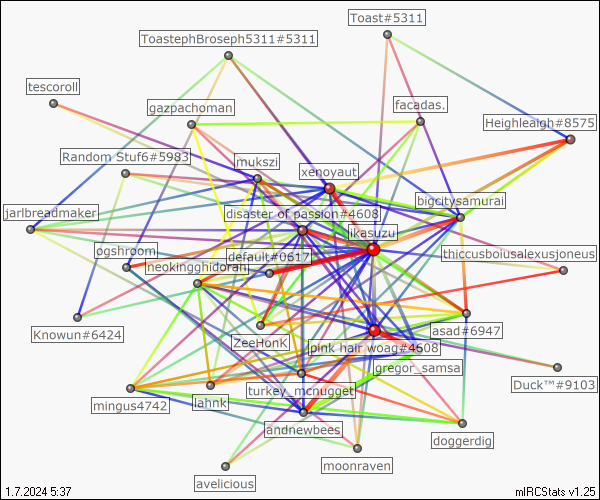 Toast#5311
ToastephBroseph5311#5311
tescoroll
gazpachoman
facadas.
Heighleaigh#8575
Random Stuf6#5983
mukszi
xenoyaut
bigcitysamurai
jarlbreadmaker
disaster of passion#4608
likasuzu
ogshroom
default#0617
thiccusboiusalexusjoneus
neokingghidorah
Knowun#6424
ZeeHonK
asad#6947
pink hair woag#4608
gregor_samsa
Duck™#9103
turkey_mcnugget
mingus4742
lahnk
andnewbees
doggerdig
moonraven
avelicious
1.7.2024 5:37
mIRCStats v1.25